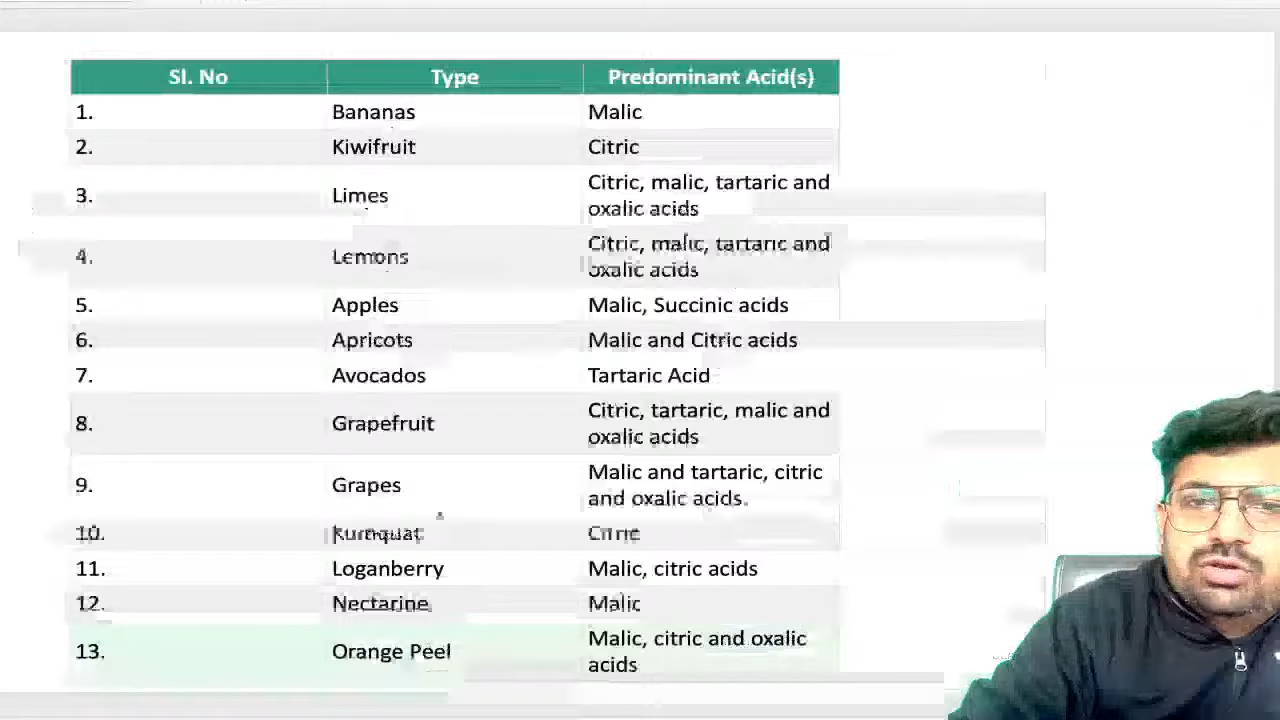 Sl. No Type Predominant Acid(s)
1. Bananas Malic
2. Kiwifruit Citric
3. Limes Citric, malic, tartaric and
oxalic acids
4. Lemons Citric, malic, tartaric and
oxalic acids
5. Apples Malic, Succinic acids
6. Apricots Malic and Citric acids
7. Avocados Tartaric Acid
8. Grapefruit Citric, tartaric, malic and
oxalic acids
9. Grapes Malic and tartaric, citric
and oxalic acids.
10. Kumquat Citric
11. Loganberry Malic, citric acids
12. Nectarine Malic
13. Orange Peel Malic, citric and oxalic
acids